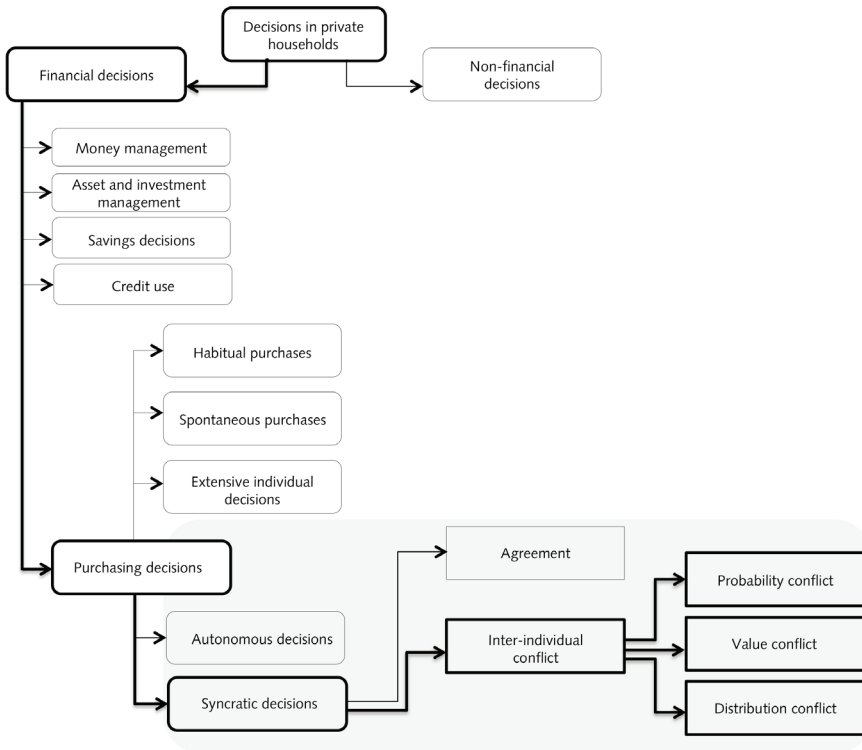 Decisions in private
households
Financial decisions
Non-financial
decisions
Money management
Asset and investment
management
Savings decisions
Credit use
Habitual purchases
Spontaneous purchases
Extensive individual
decisions
Agreement
Purchasing decisions
Probability conflict
Autonomous decisions
Inter-individual
conflict
Value conflict
Syncratic decisions
Distribution conflict